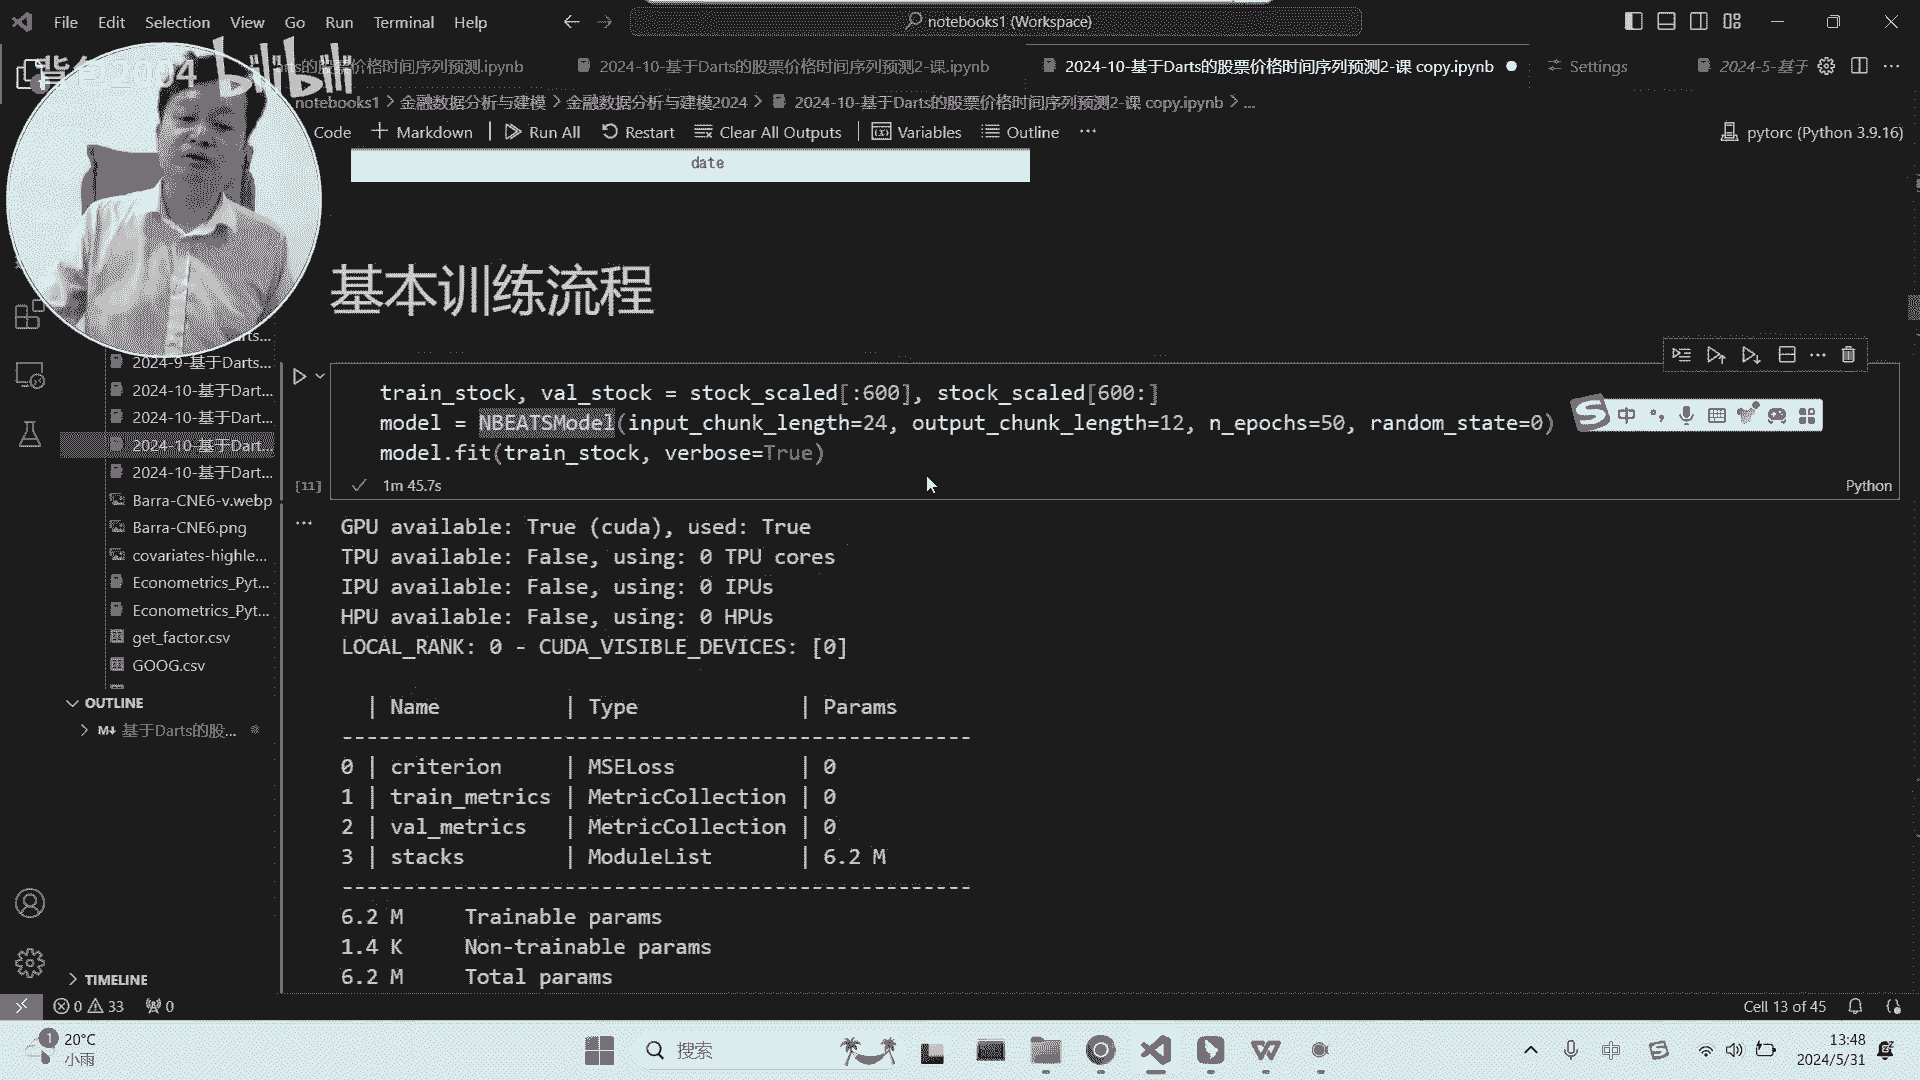 File Edit Selection View Go Run Terminal Help
notebooks1 (Workspace)
bilibili
的股票价格时间序列预测.ipynb
2024-10-基于Darts的股票价格时间序列预测2-课.ipynb
2024-10-基于Darts的股票价格时间序列预测2-课 copy.ipynb
Settings
2024-5-基于
notebooks1 > 金融数据分析与建模 > 金融数据分析与建模2024 > 2024-10-基于Darts的股票价格时间序列预测2-课 copy.ipynb > ...
Code + Markdown | Run All Restart Clear All Outputs | Variables Outline ...
pytorc (Python 3.9.16)
date
基本训练流程
train_stock, val_stock = stock_scaled[:600], stock_scaled[600:]
model = NBEATSModel(input_chunk_length=24, output_chunk_length=12, n_epochs=50, random_state=0)
model.fit(train_stock, verbose=True)
[11] 1m 45.7s
Python
中
GPU available: True (cuda), used: True
TPU available: False, using: 0 TPU cores
IPU available: False, using: 0 IPUs
HPU available: False, using: 0 HPUs
LOCAL_RANK: 0 - CUDA_VISIBLE_DEVICES: [0]
| Name | Type | Params
---------------------------------------------------
0 | criterion | MSELoss | 0
1 | train_metrics | MetricCollection | 0
2 | val_metrics | MetricCollection | 0
3 | stacks | ModuleList | 6.2 M
---------------------------------------------------
6.2 M Trainable params
1.4 K Non-trainable params
6.2 M Total params
2024-9-基于Darts...
2024-10-基于Dart...
2024-10-基于Dart...
2024-10-基于Dart...
2024-10-基于Dart...
Barra-CNE6-v.webp
Barra-CNE6.png
covariates-highle...
Econometrics_Pyt...
Econometrics_Pyt...
get_factor.csv
GOOG.csv
OUTLINE
M↓ 基于Darts的股...
TIMELINE
0 33 0
Cell 13 of 45
1
20°C
小雨
搜索
中
13:48
2024/5/31